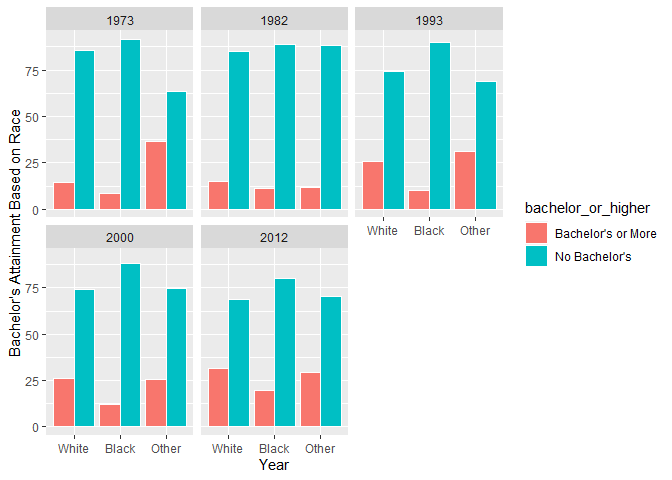 1973
1982
1993
75
50
25
0
White
Black
Other
2000
2012
75
50
25
0
White
Black
Other
White
Black
Other
Year
Bachelor's Attainment Based on Race
bachelor_or_higher
Bachelor's or More
No Bachelor's